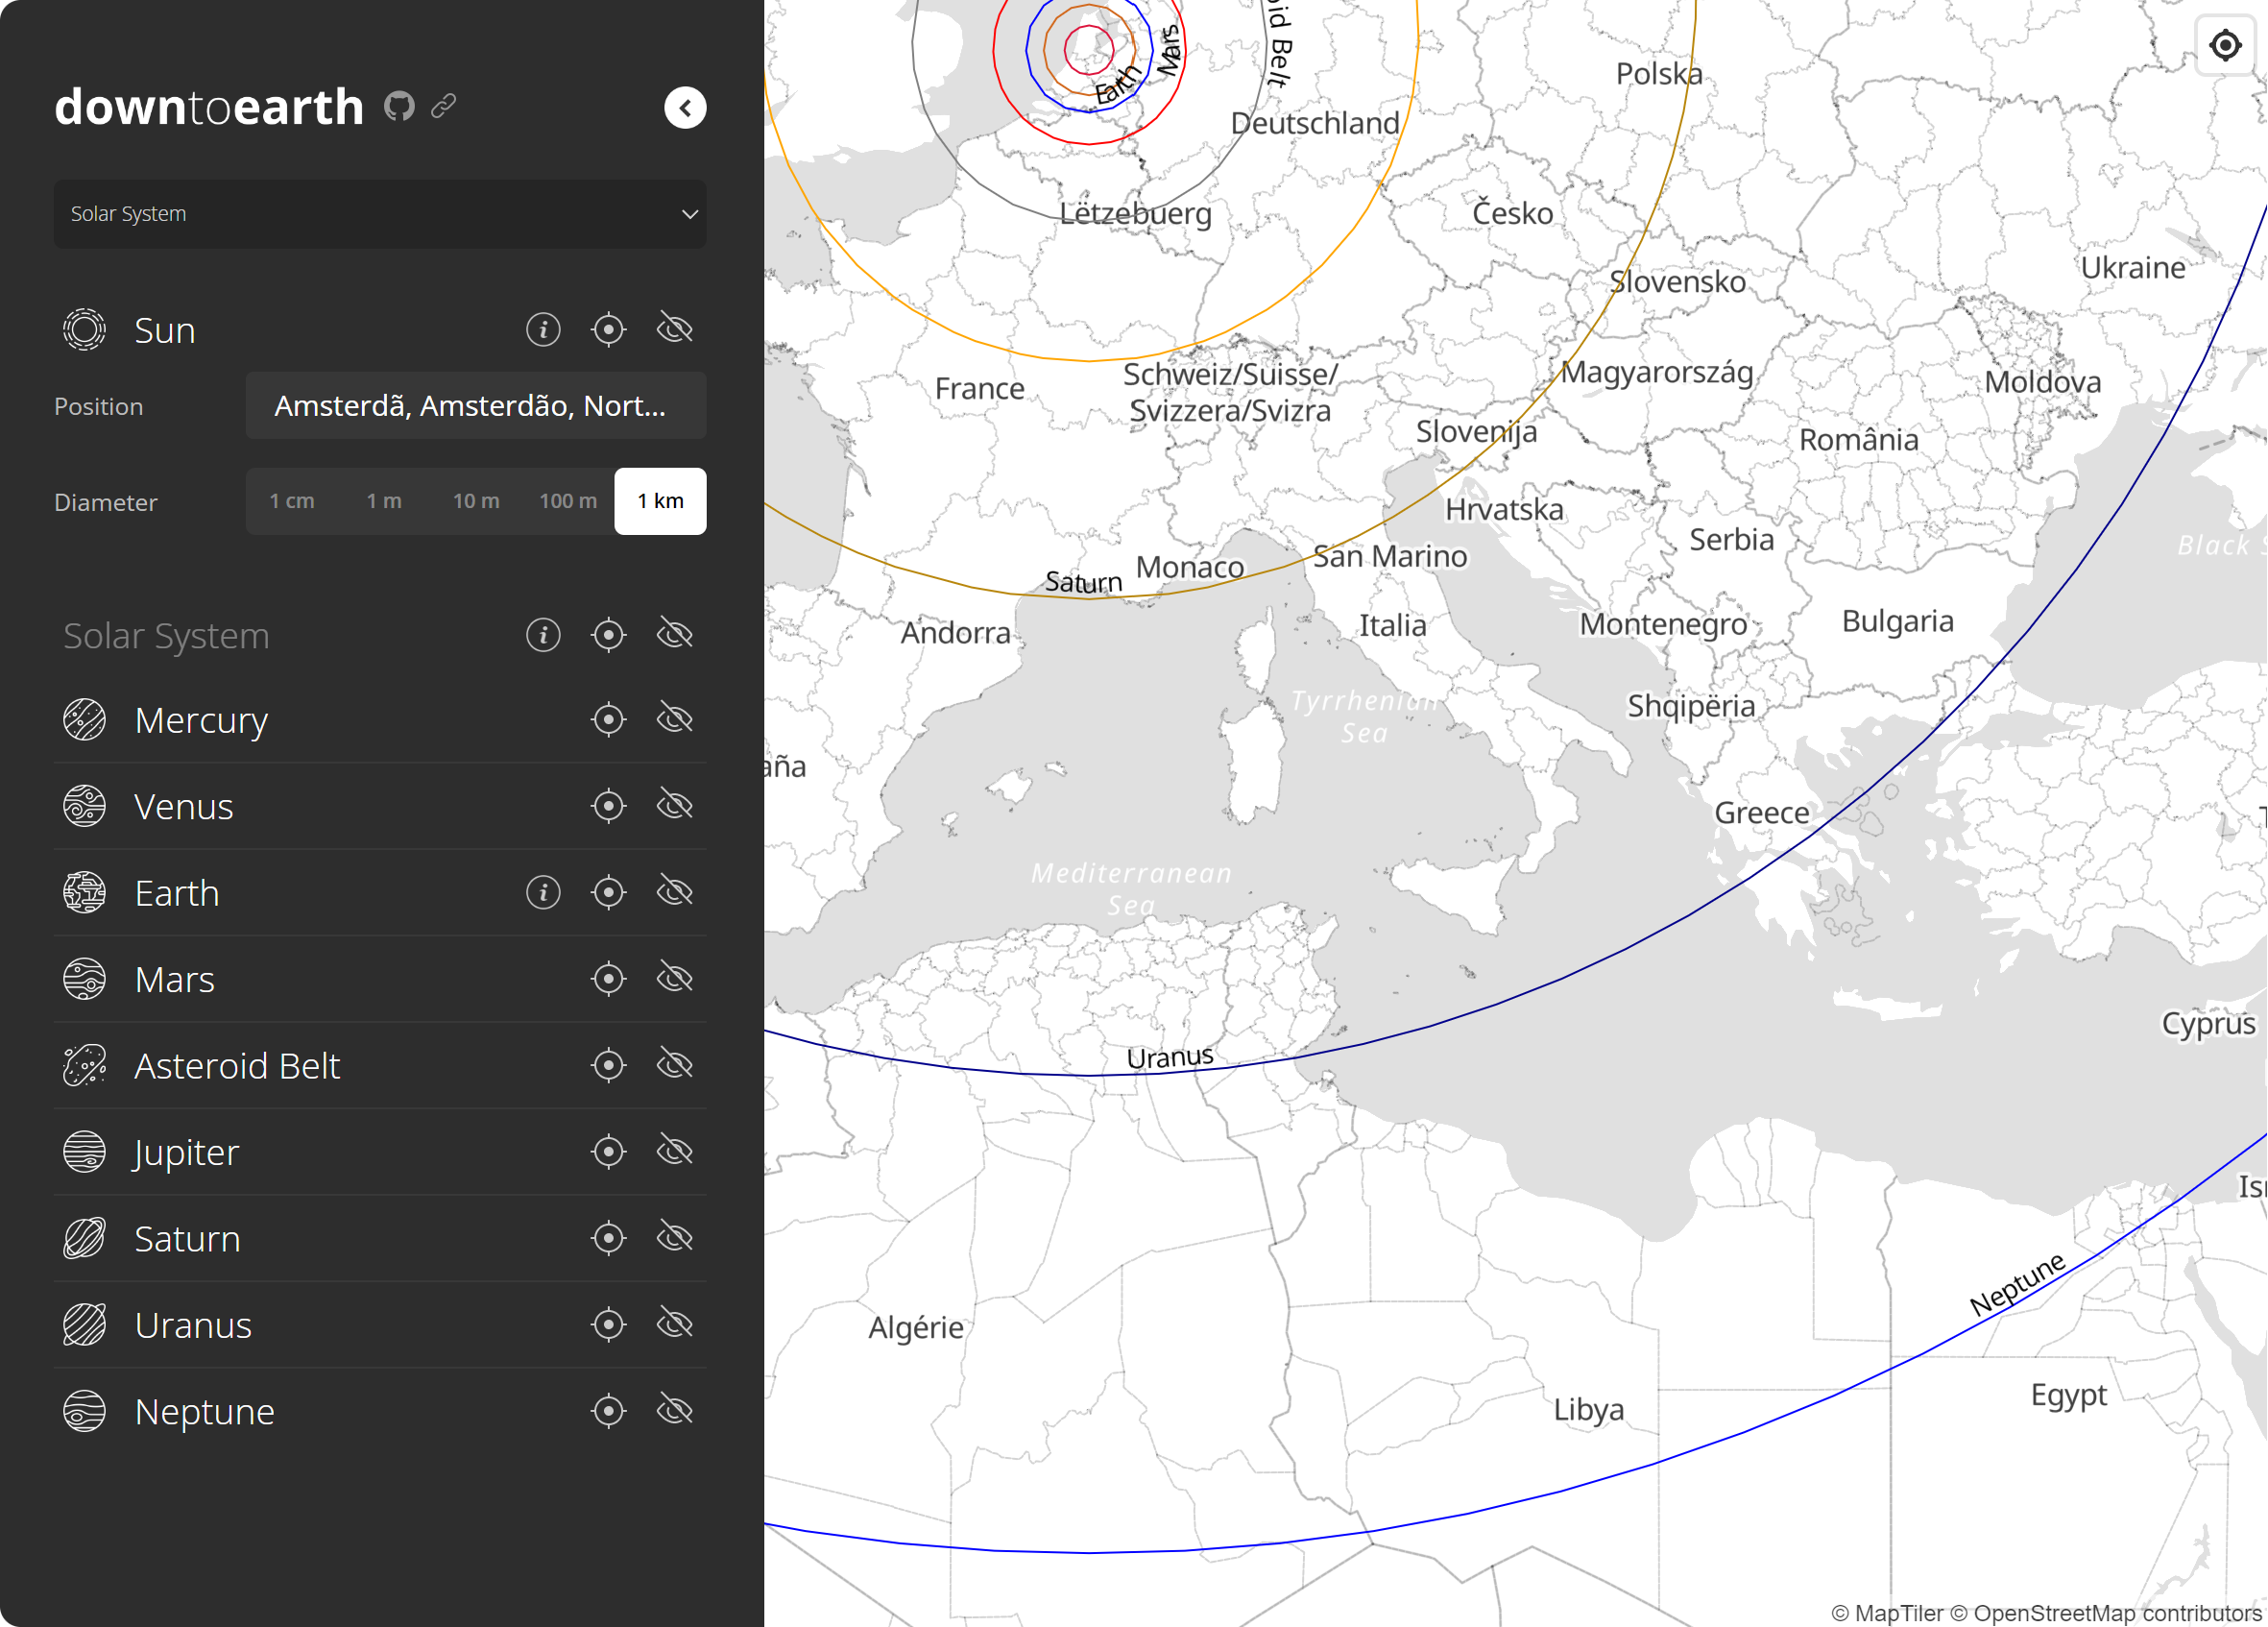 downtoearth
Solar System
Sun
Position
Amsterdã, Amsterdão, Nort...
Diameter
1 cm
1 m
10 m
100 m
1 km
Solar System
Mercury
Venus
Earth
Mars
Asteroid Belt
Jupiter
Saturn
Uranus
Neptune
Earth
Mars
oid Belt
Polska
Deutschland
Lëtzebuerg
Česko
Slovensko
Ukraine
France
Schweiz/Suisse/
Svizzera/Svizra
Magyarország
Moldova
Slovenija
România
Hrvatska
Serbia
Black S
San Marino
Monaco
Saturn
Andorra
Italia
Montenegro
Bulgaria
Tyrrhenian
Sea
Shqipëria
aña
Greece
Mediterranean
Sea
Cyprus
Uranus
Isr
Neptune
Algérie
Libya
Egypt
© MapTiler © OpenStreetMap contributors